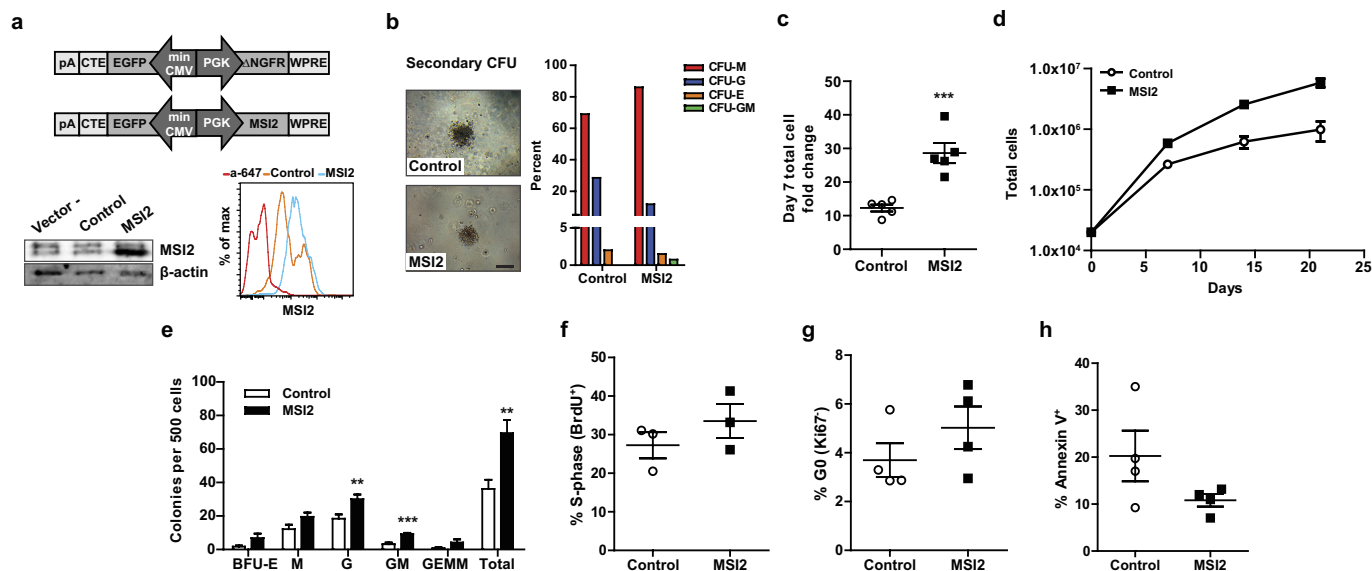 a
pA CTE EGFP min CMV PGK ΔNGFR WPRE
pA CTE EGFP min CMV PGK MSI2 WPRE
Vector - Control MSI2
MSI2
β-actin
a-647 Control MSI2
% of max
MSI2
b
Secondary CFU
Control
MSI2
Percent
100
80
60
40
20
5
0
Control MSI2
CFU-M
CFU-G
CFU-E
CFU-GM
c
Day 7 total cell
fold change
50
40
30
20
10
0
***
Control MSI2
d
Total cells
1.0x10⁷
1.0x10⁶
1.0x10⁵
1.0x10⁴
Control
MSI2
0 5 10 15 20 25
Days
e
Colonies per 500 cells
100
80
60
40
20
0
Control
MSI2
** *** **
BFU-E M G GM GEMM Total
f
% S-phase (BrdU⁺)
50
40
30
20
10
0
Control MSI2
g
% G0 (Ki67⁻)
8
6
4
2
0
Control MSI2
h
% Annexin V⁺
40
30
20
10
0
Control MSI2